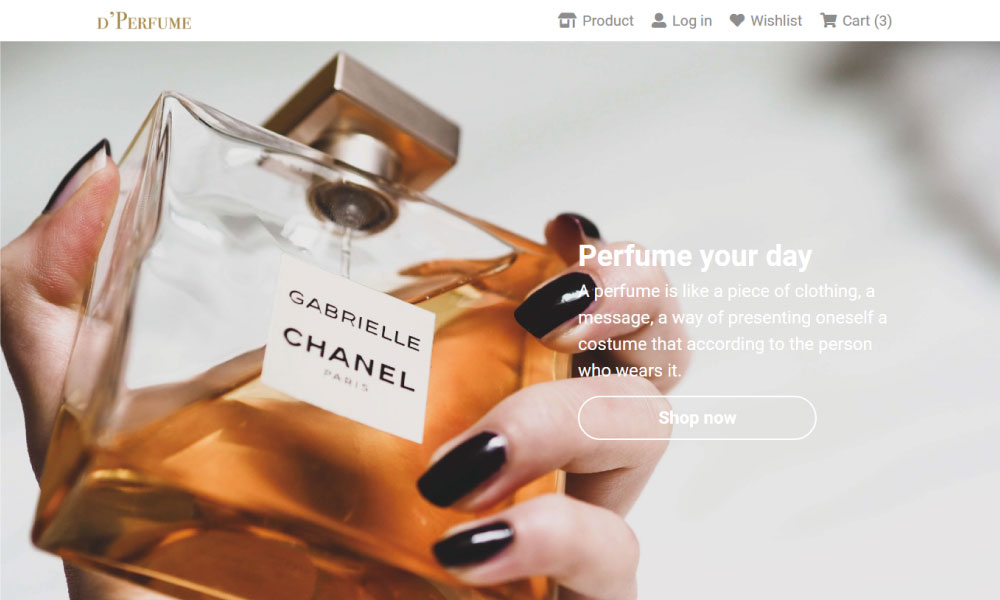 D'PERFUME
Product
Log in
Wishlist
Cart (3)
GABRIELLE
CHANEL
PARIS
Perfume your day
A perfume is like a piece of clothing, a
message, a way of presenting oneself a
costume that according to the person
who wears it.
Shop now